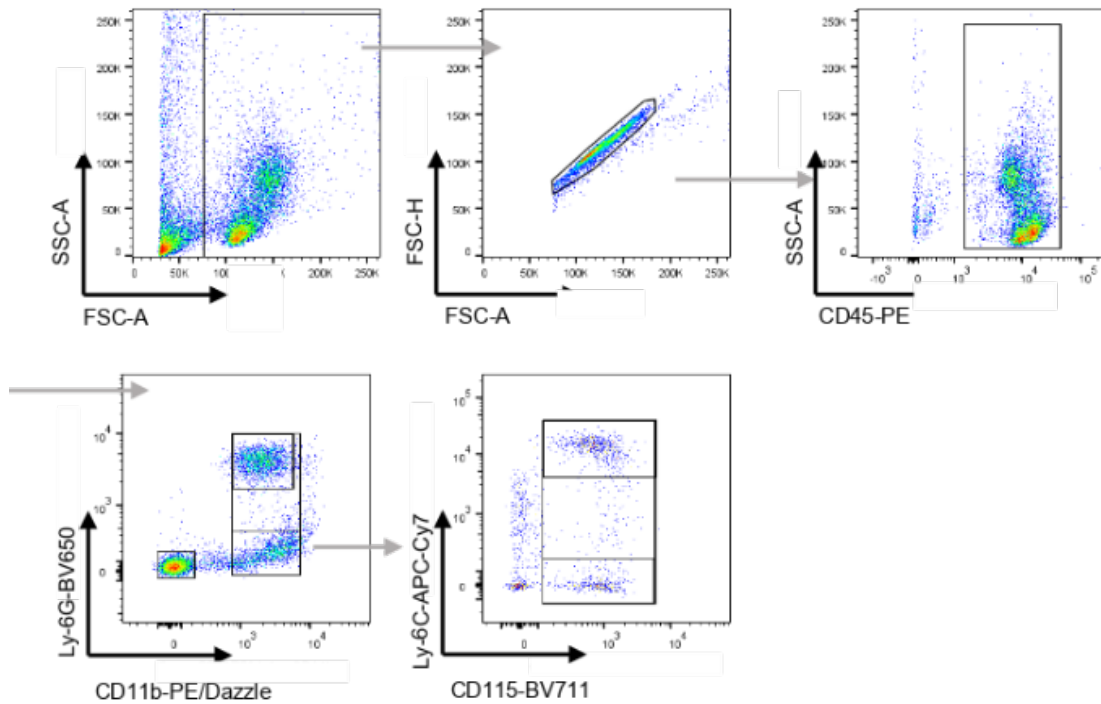 250K
200K
150K
100K
50K
0
0 50K 100K 150K 200K 250K
SSC-A
FSC-A
250K
200K
150K
100K
50K
0
0 50K 100K 150K 200K 250K
FSC-H
FSC-A
250K
200K
150K
100K
50K
0
-10³ 0 10³ 10⁴ 10⁵
SSC-A
CD45-PE
10⁴
10³
0
0 10³ 10⁴
Ly-6G-BV650
CD11b-PE/Dazzle
10⁵
10⁴
10³
0
0 10³ 10⁴
Ly-6C-APC-Cy7
CD115-BV711